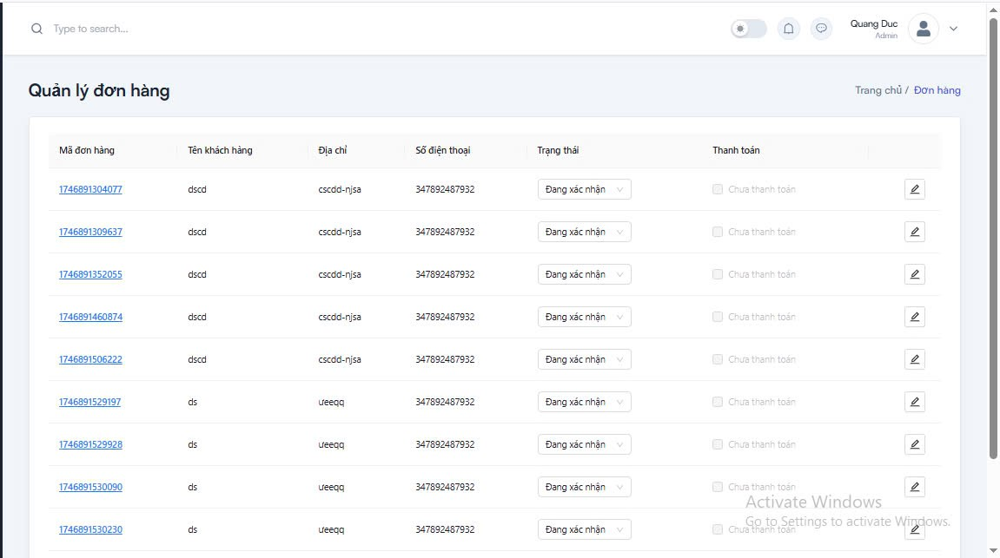 Type to search...
Quang Duc
Admin
Quản lý đơn hàng
Trang chủ / Đơn hàng
Mã đơn hàng Tên khách hàng Địa chỉ Số điện thoại Trạng thái Thanh toán
1746891304077 dscd cscdd-njsa 347892487932 Đang xác nhận Chưa thanh toán
1746891309637 dscd cscdd-njsa 347892487932 Đang xác nhận Chưa thanh toán
1746891352055 dscd cscdd-njsa 347892487932 Đang xác nhận Chưa thanh toán
1746891460874 dscd cscdd-njsa 347892487932 Đang xác nhận Chưa thanh toán
1746891506222 dscd cscdd-njsa 347892487932 Đang xác nhận Chưa thanh toán
1746891529197 ds ưeeqq 347892487932 Đang xác nhận Chưa thanh toán
1746891529928 ds ưeeqq 347892487932 Đang xác nhận Chưa thanh toán
1746891530090 ds ưeeqq 347892487932 Đang xác nhận Chưa thanh toán
Activate Windows
Go to Settings to activate Windows.
1746891530230 ds ưeeqq 347892487932 Đang xác nhận Chưa thanh toán